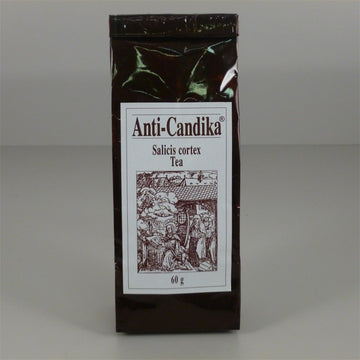 Anti-Candika®
Salicis cortex
Tea
60 g